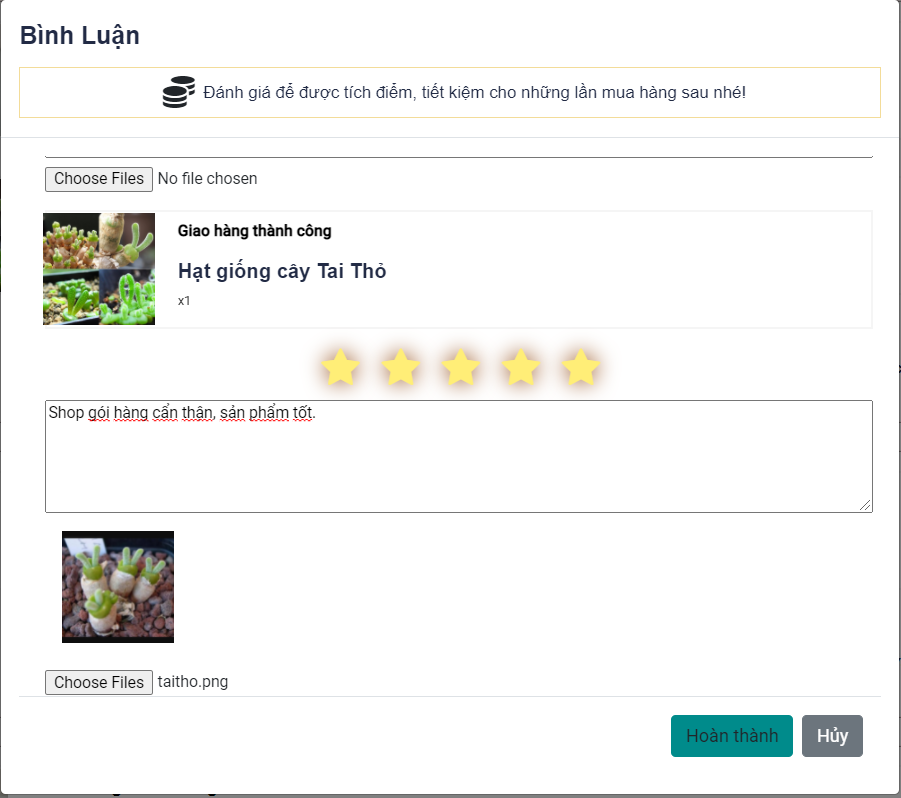 Bình Luận
Đánh giá để được tích điểm, tiết kiệm cho những lần mua hàng sau nhé!
Choose Files No file chosen
Giao hàng thành công
Hạt giống cây Tai Thỏ
x1
Shop gói hàng cẩn thận, sản phẩm tốt.
Choose Files taitho.png
Hoàn thành Hủy